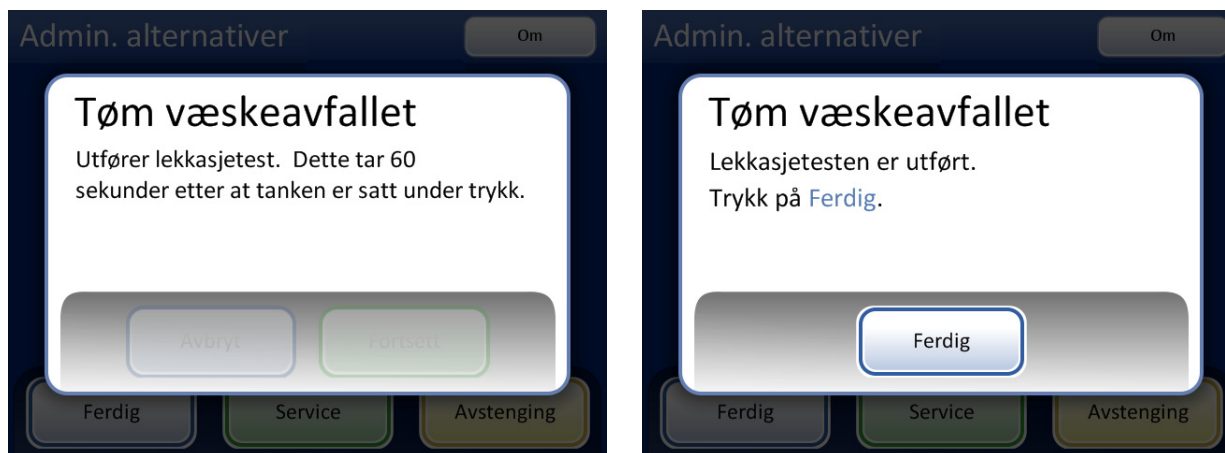 Admin. alternativer
Om
Tøm væskeavfallet
Utfører lekkasjetest. Dette tar 60
sekunder etter at tanken er satt under trykk.
Avbryt
Fortsett
Ferdig
Service
Avstenging
Admin. alternativer
Om
Tøm væskeavfallet
Lekkasjetesten er utført.
Trykk på Ferdig.
Ferdig
Ferdig
Service
Avstenging